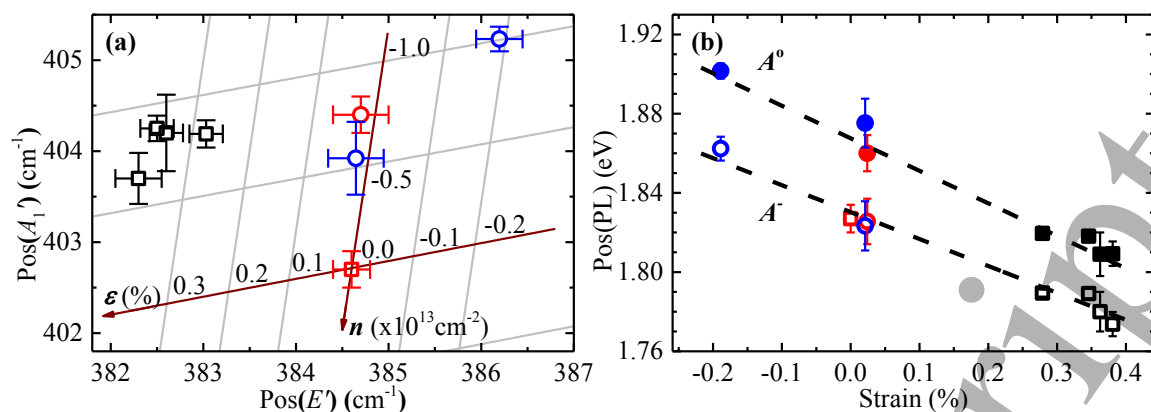 (a)
405
404
403
402
Pos(A₁') (cm⁻¹)
-1.0
-0.5
0.0
-0.1
-0.2
0.1
0.2
0.3
ε (%)
n (x10¹³cm⁻²)
382 383 384 385 386 387
Pos(E') (cm⁻¹)
(b)
1.92
1.88
1.84
1.80
1.76
Pos(PL) (eV)
Aᵒ
A⁻
-0.2 -0.1 0.0 0.1 0.2 0.3 0.4
Strain (%)
ript